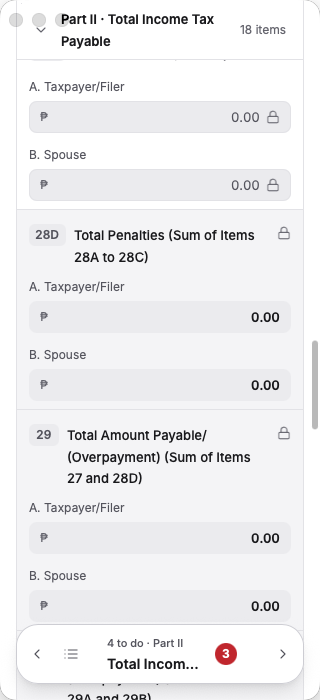 Part II · Total Income Tax
Payable
18 items
A. Taxpayer/Filer
₱ 0.00
B. Spouse
₱ 0.00
28D Total Penalties (Sum of Items
28A to 28C)
A. Taxpayer/Filer
₱ 0.00
B. Spouse
₱ 0.00
29 Total Amount Payable/
(Overpayment) (Sum of Items
27 and 28D)
A. Taxpayer/Filer
₱ 0.00
B. Spouse
₱ 0.00
4 to do · Part II
Total Incom...
3
29A and 29B)